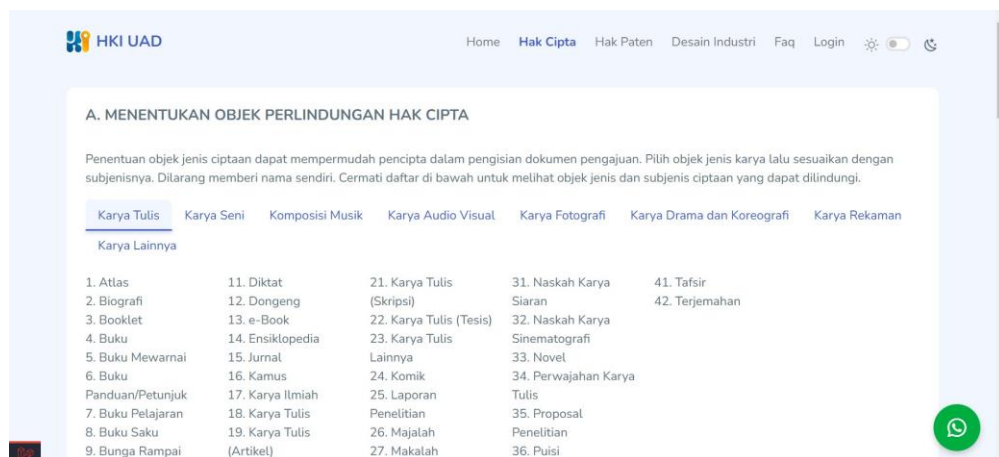 HKI UAD
Home Hak Cipta Hak Paten Desain Industri Faq Login
A. MENENTUKAN OBJEK PERLINDUNGAN HAK CIPTA
Penentuan objek jenis ciptaan dapat mempermudah pencipta dalam pengisian dokumen pengajuan. Pilih objek jenis karya lalu sesuaikan dengan
subjenisnya. Dilarang memberi nama sendiri. Cermati daftar di bawah untuk melihat objek jenis dan subjenis ciptaan yang dapat dilindungi.
Karya Tulis Karya Seni Komposisi Musik Karya Audio Visual Karya Fotografi Karya Drama dan Koreografi Karya Rekaman
Karya Lainnya
1. Atlas
2. Biografi
3. Booklet
4. Buku
5. Buku Mewarnai
6. Buku
Panduan/Petunjuk
7. Buku Pelajaran
8. Buku Saku
9. Bunga Rampai
11. Diktat
12. Dongeng
13. e-Book
14. Ensiklopedia
15. Jurnal
16. Kamus
17. Karya Ilmiah
18. Karya Tulis
19. Karya Tulis
(Artikel)
21. Karya Tulis
(Skripsi)
22. Karya Tulis (Tesis)
23. Karya Tulis
Lainnya
24. Komik
25. Laporan
Penelitian
26. Majalah
27. Makalah
31. Naskah Karya
Siaran
32. Naskah Karya
Sinematografi
33. Novel
34. Perwajahan Karya
Tulis
35. Proposal
Penelitian
36. Puisi
41. Tafsir
42. Terjemahan